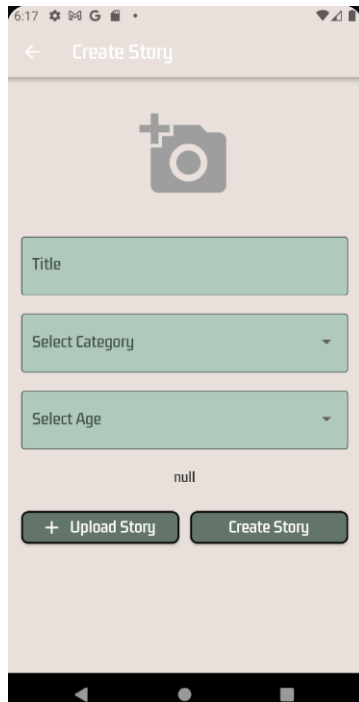 6:17 G
Create Story
Title
Select Category
Select Age
null
+ Upload Story
Create Story